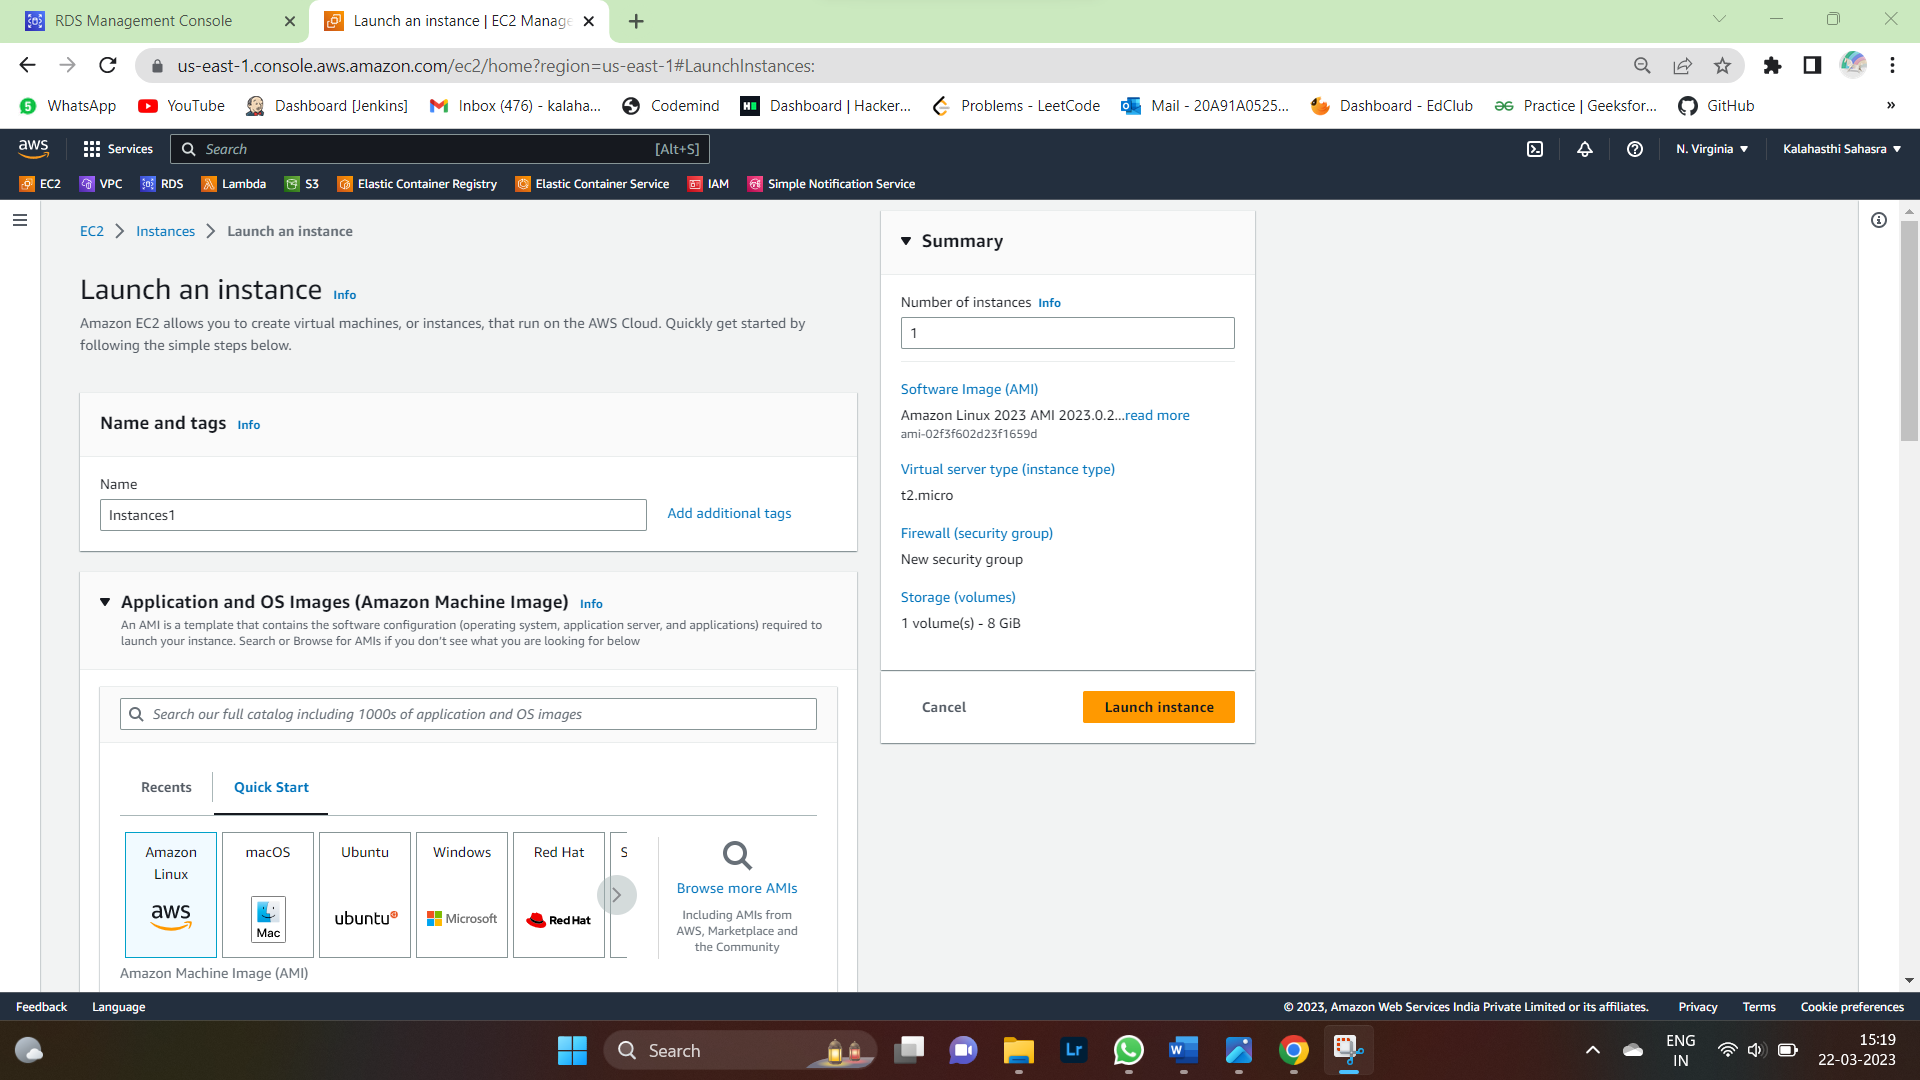 RDS Management Console
Launch an instance | EC2 Manage
us-east-1.console.aws.amazon.com/ec2/home?region=us-east-1#LaunchInstances:
WhatsApp YouTube Dashboard [Jenkins] Inbox (476) - kalaha... Codemind Dashboard | Hacker... Problems - LeetCode Mail - 20A91A0525... Dashboard - EdClub Practice | Geeksfor... GitHub »
aws Services Search [Alt+S] N. Virginia Kalahasthi Sahasra
EC2 VPC RDS Lambda S3 Elastic Container Registry Elastic Container Service IAM Simple Notification Service
EC2 Instances Launch an instance
Launch an instance Info
Amazon EC2 allows you to create virtual machines, or instances, that run on the AWS Cloud. Quickly get started by
following the simple steps below.
Name and tags Info
Name
Instances1
Add additional tags
Application and OS Images (Amazon Machine Image) Info
An AMI is a template that contains the software configuration (operating system, application server, and applications) required to
launch your instance. Search or Browse for AMIs if you don't see what you are looking for below
Search our full catalog including 1000s of application and OS images
Recents
Quick Start
Amazon
Linux
aws
macOS
Mac
Ubuntu
ubuntu
Windows
Microsoft
Red Hat
Red Hat
S
Browse more AMIs
Including AMIs from
AWS, Marketplace and
the Community
Amazon Machine Image (AMI)
Summary
Number of instances Info
1
Software Image (AMI)
Amazon Linux 2023 AMI 2023.0.2...read more
ami-02f3f602d23f1659d
Virtual server type (instance type)
t2.micro
Firewall (security group)
New security group
Storage (volumes)
1 volume(s) - 8 GiB
Cancel
Launch instance
Feedback Language © 2023, Amazon Web Services India Private Limited or its affiliates. Privacy Terms Cookie preferences
Search
Lr
W
ENG
IN
15:19
22-03-2023